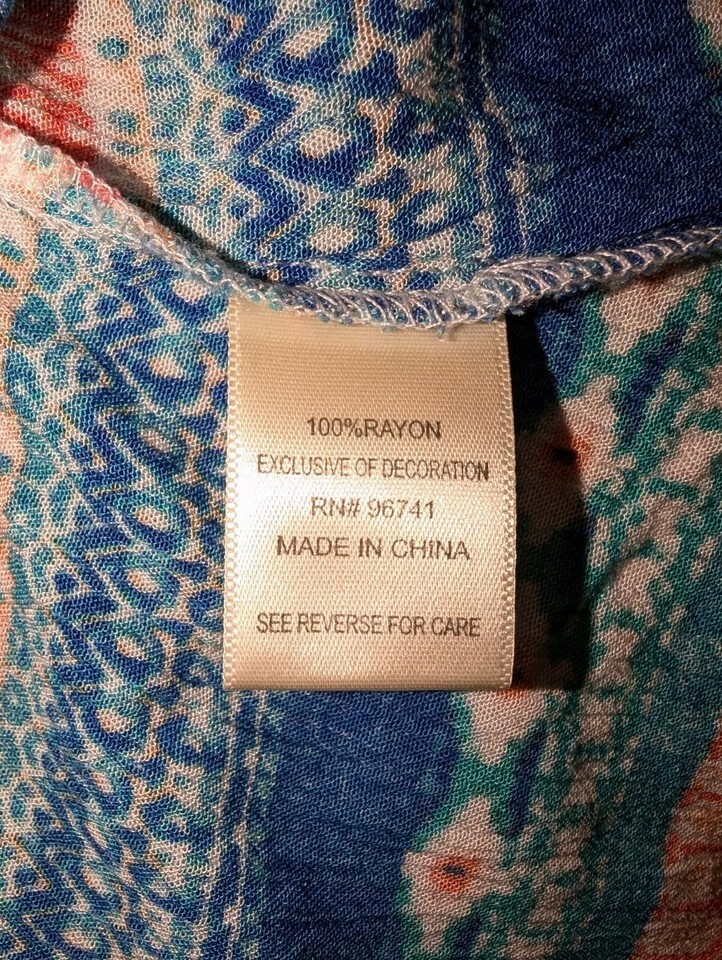 100%RAYON
EXCLUSIVE OF DECORATION
RN# 96741
MADE IN CHINA
SEE REVERSE FOR CARE